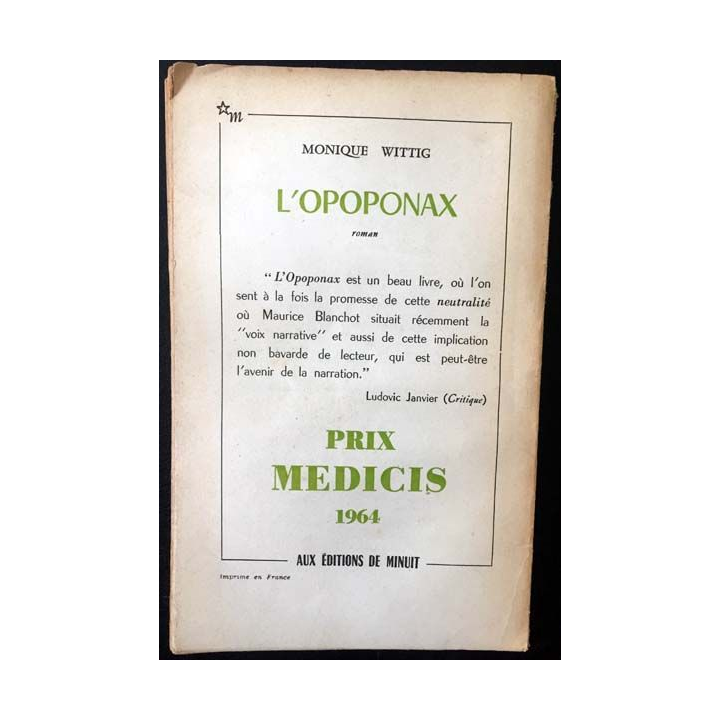 m
MONIQUE WITTIG
L'OPOPONAX
roman
“ L'Opoponax est un beau livre, où l'on
sent à la fois la promesse de cette neutralité
où Maurice Blanchot situait récemment la
“voix narrative” et aussi de cette implication
non bavarde de lecteur, qui est peut-être
l'avenir de la narration.”
Ludovic Janvier (Critique)
PRIX
MEDICIS
1964
AUX ÉDITIONS DE MINUIT
Imprimé en France